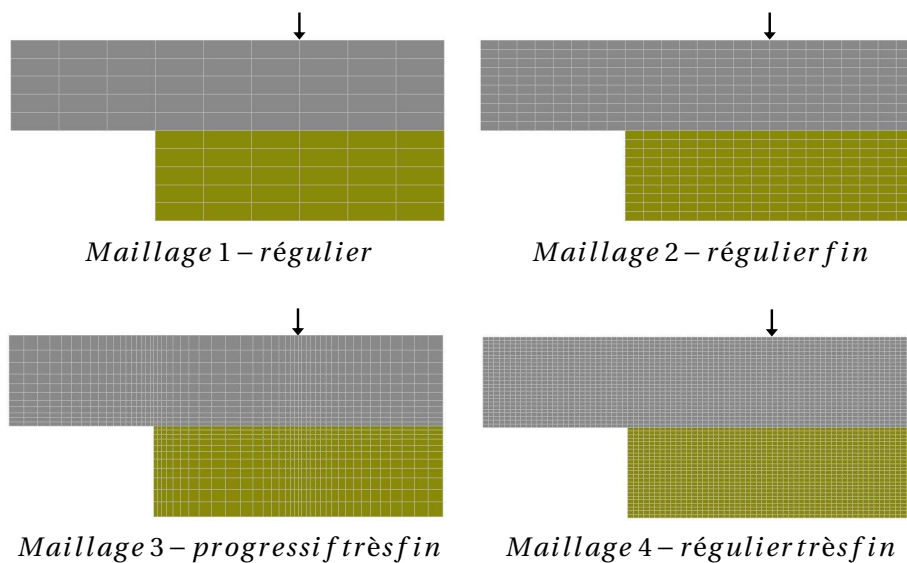 Maillage 1 – régulier
Maillage 2 – régulier fin
Maillage 3 – progressif très fin
Maillage 4 – régulier très fin